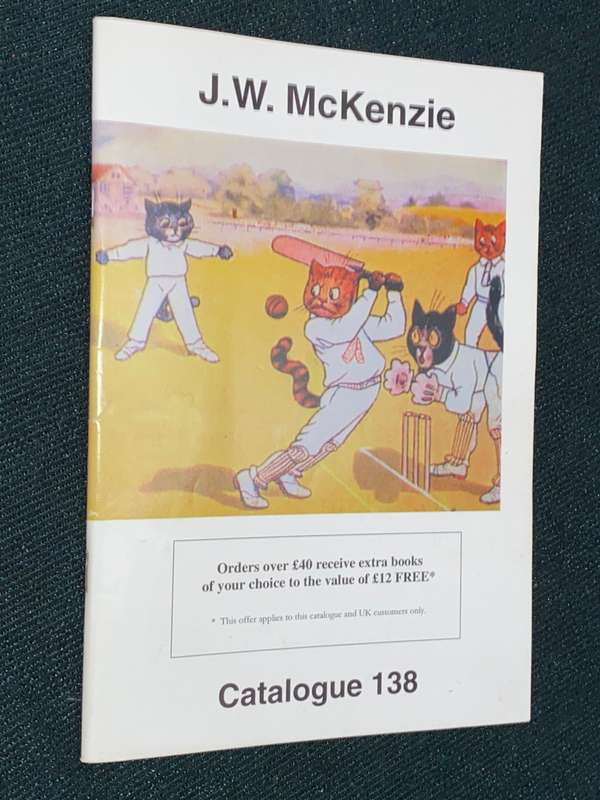 J.W. McKenzie
Orders over £40 receive extra books
of your choice to the value of £12 FREE*
* This offer applies to this catalogue and UK customers only.
Catalogue 138